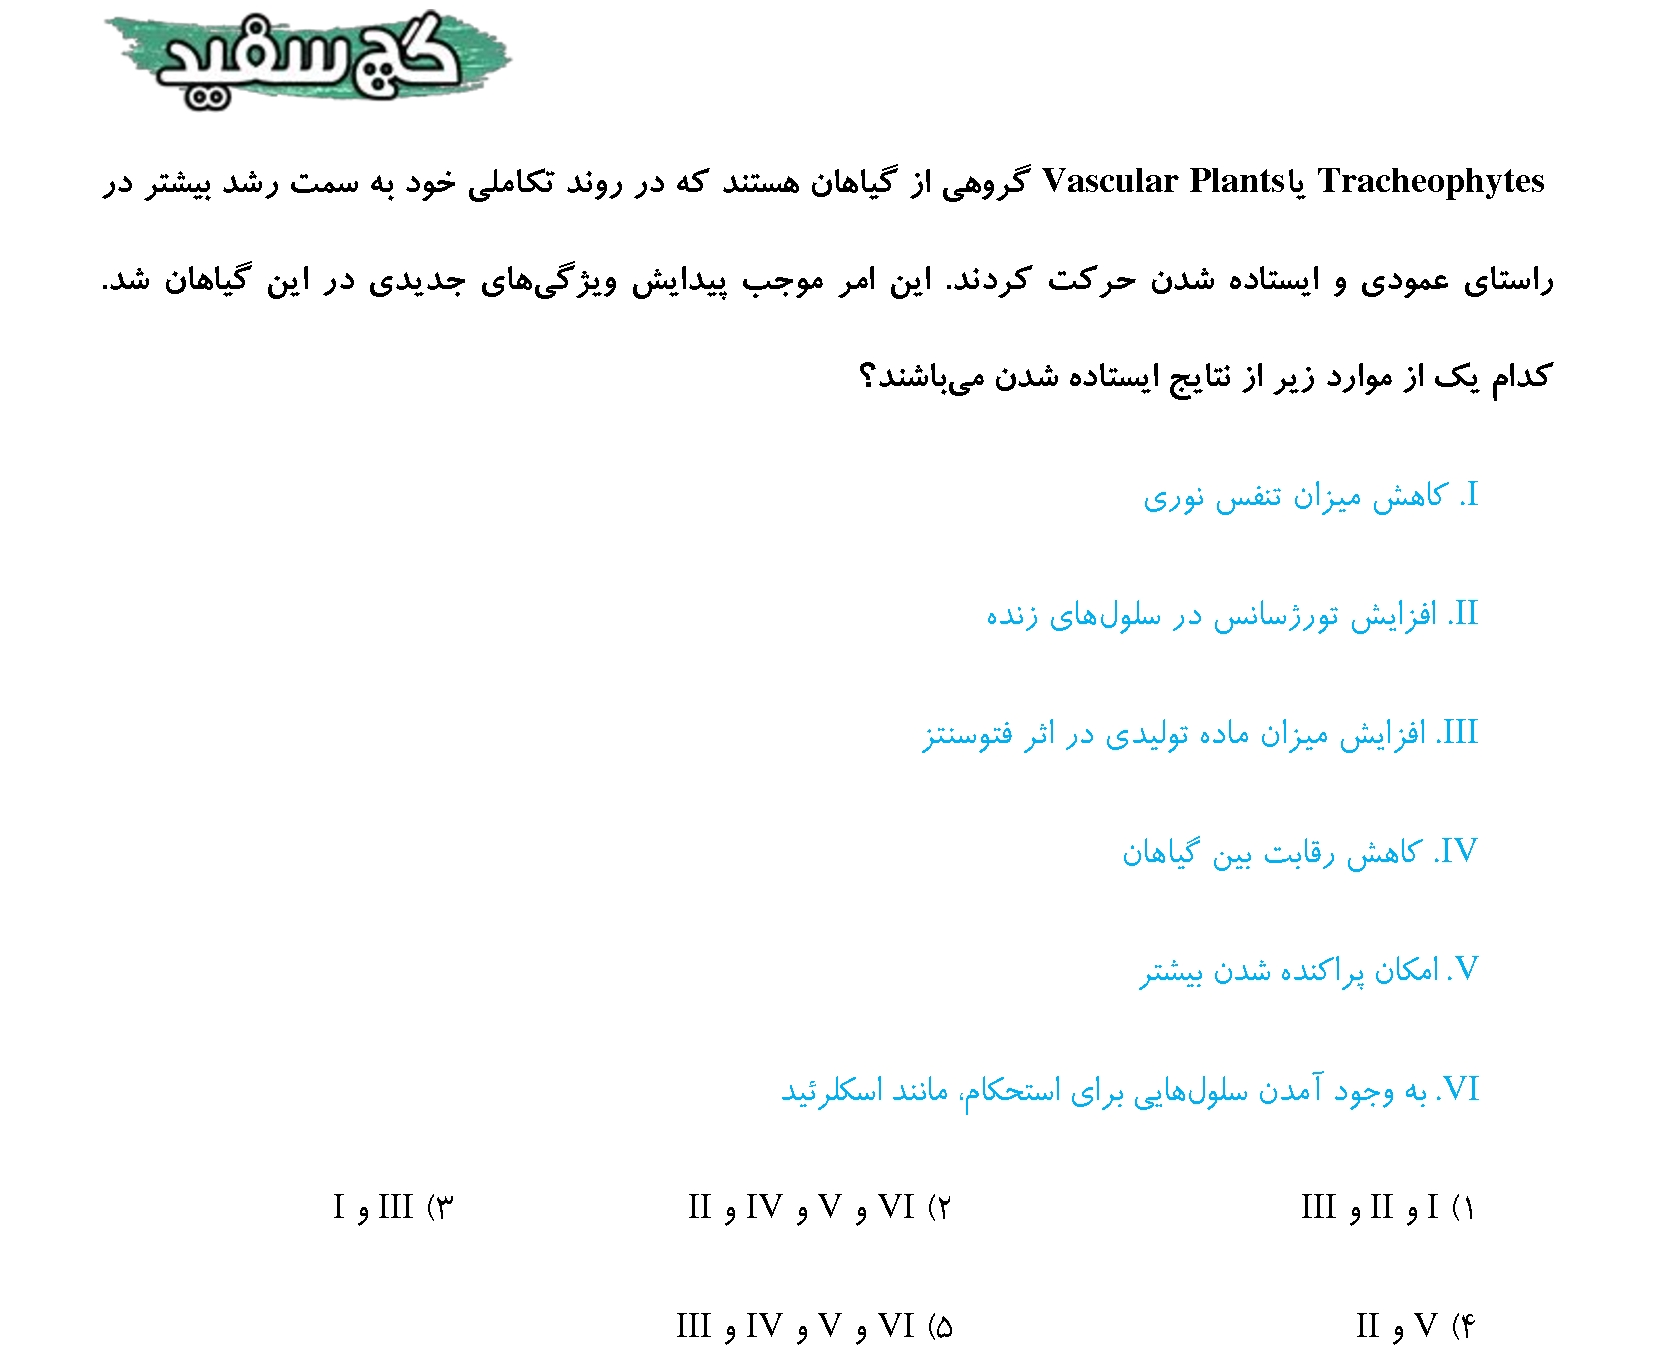 گچ سفید
Tracheophytes یا Vascular Plants گروهی از گیاهان هستند که در روند تکاملی خود به سمت رشد بیشتر در
راستای عمودی و ایستاده شدن حرکت کردند. این امر موجب پیدایش ویژگی‌های جدیدی در این گیاهان شد.
کدام یک از موارد زیر از نتایج ایستاده شدن می‌باشند؟
I. کاهش میزان تنفس نوری
II. افزایش تورژسانس در سلول‌های زنده
III. افزایش میزان ماده تولیدی در اثر فتوسنتز
IV. کاهش رقابت بین گیاهان
V. امکان پراکنده شدن بیشتر
VI. به وجود آمدن سلول‌هایی برای استحکام، مانند اسکلرئید
۱) I و II و III ۲) VI و V و IV و II ۳) III و I
۴) V و II ۵) VI و V و IV و III